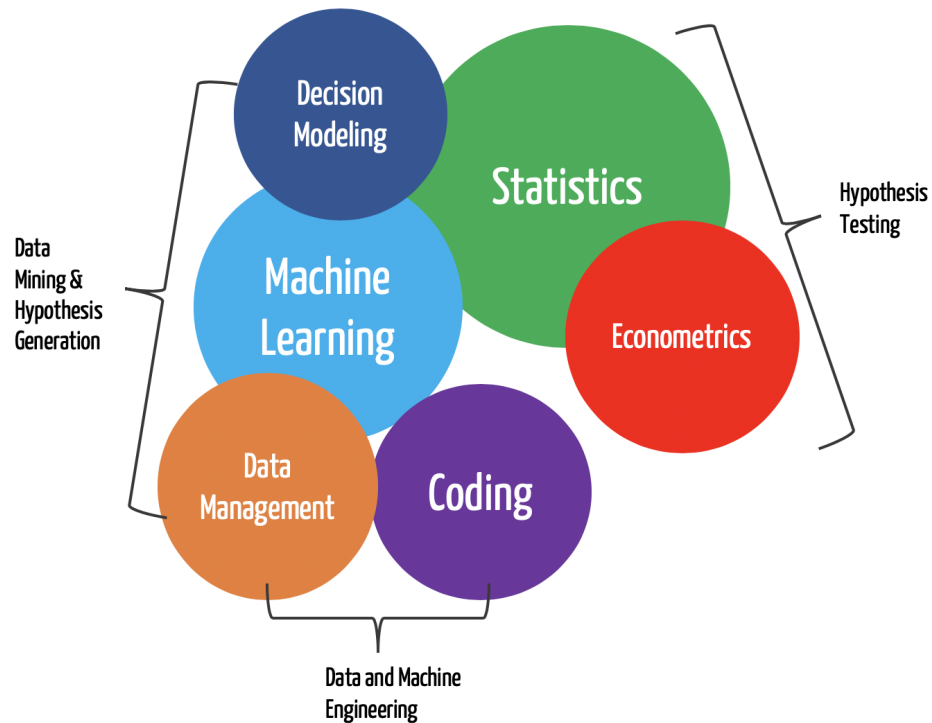 Decision
Modeling
Statistics
Hypothesis
Testing
Data
Mining &
Hypothesis
Generation
Machine
Learning
Econometrics
Data
Management
Coding
Data and Machine
Engineering